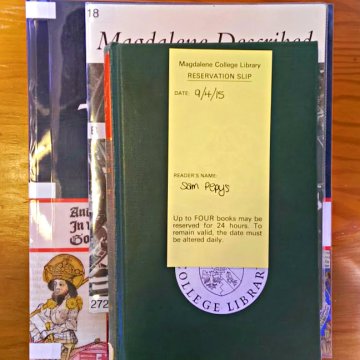 18
Magdalene Described
Magdalene College Library
RESERVATION SLIP
DATE: 9/4/15
READER'S NAME:
Sam Pepys
Up to FOUR books may be
reserved for 24 hours. To
remain valid, the date must
be altered daily.
COLLEGE LIBRARY
272